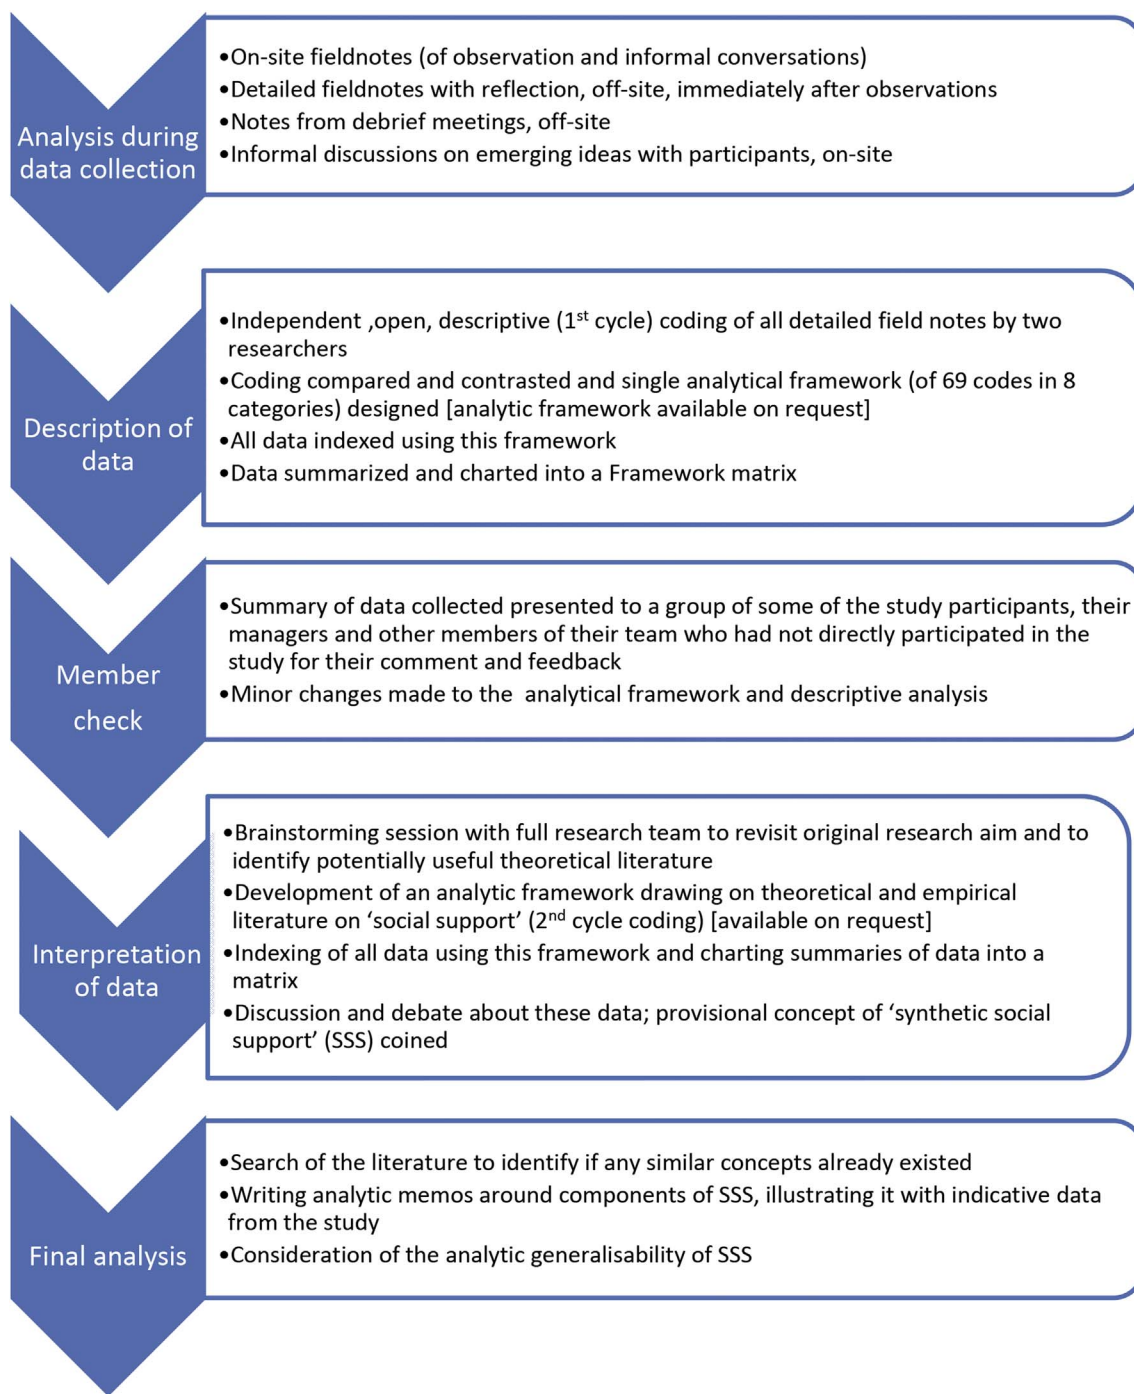 Analysis during
data collection
•On-site fieldnotes (of observation and informal conversations)
•Detailed fieldnotes with reflection, off-site, immediately after observations
•Notes from debrief meetings, off-site
•Informal discussions on emerging ideas with participants, on-site
Description of
data
•Independent ,open, descriptive (1st cycle) coding of all detailed field notes by two
researchers
•Coding compared and contrasted and single analytical framework (of 69 codes in 8
categories) designed [analytic framework available on request]
•All data indexed using this framework
•Data summarized and charted into a Framework matrix
Member
check
•Summary of data collected presented to a group of some of the study participants, their
managers and other members of their team who had not directly participated in the
study for their comment and feedback
•Minor changes made to the analytical framework and descriptive analysis
Interpretation
of data
•Brainstorming session with full research team to revisit original research aim and to
identify potentially useful theoretical literature
•Development of an analytic framework drawing on theoretical and empirical
literature on ‘social support’ (2nd cycle coding) [available on request]
•Indexing of all data using this framework and charting summaries of data into a
matrix
•Discussion and debate about these data; provisional concept of ‘synthetic social
support’ (SSS) coined
Final analysis
•Search of the literature to identify if any similar concepts already existed
•Writing analytic memos around components of SSS, illustrating it with indicative data
from the study
•Consideration of the analytic generalisability of SSS